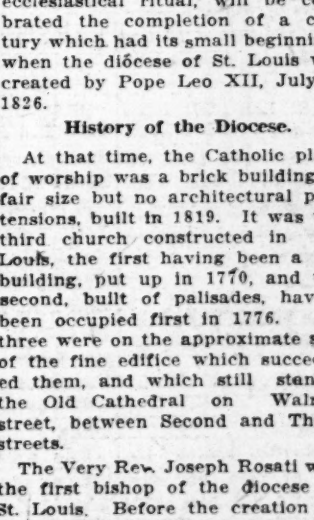 ecclesiastical ritual, will be
brated the completion of a c
tury which had its small beginni
when the diocese of St. Louis w
created by Pope Leo XII, July
1826.
History of the Diocese.
At that time, the Catholic pl
of worship was a brick building
fair size but no architectural p
tensions, built in 1819. It was
third church constructed in
Louis, the first having been a
building, put up in 1770, and
second, built of palisades, hav
been occupied first in 1776.
three were on the approximate s
of the fine edifice which succe
ed them, and which still stan
the Old Cathedral on Waln
street, between Second and Th
streets.
The Very Rev. Joseph Rosati w
the first bishop of the diocese
St. Louis. Before the creation